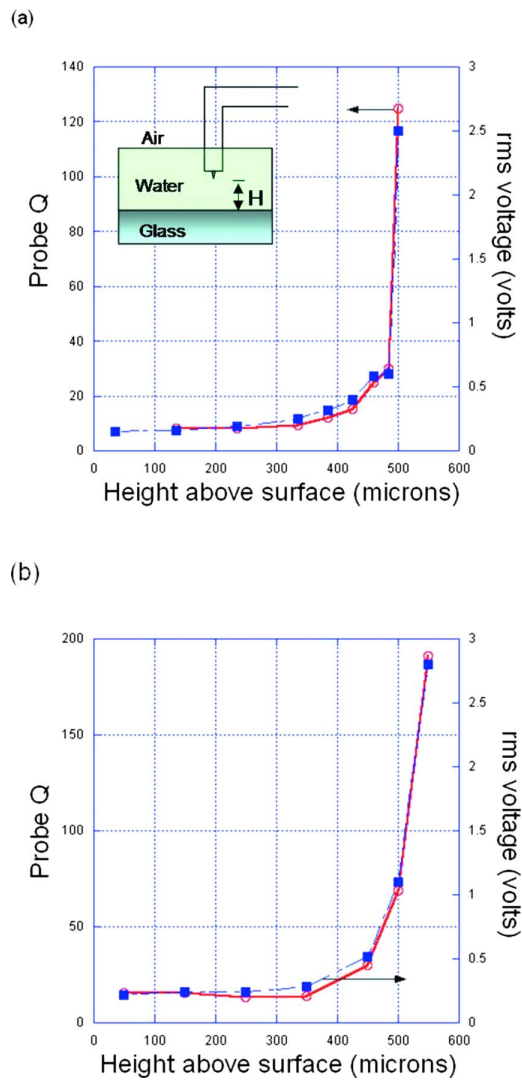 (a)
140
120
100
80
60
40
20
0
Probe Q
3
2.5
2
1.5
1
0.5
0
rms voltage (volts)
Air
Water
H
Glass
0 100 200 300 400 500 600
Height above surface (microns)
(b)
200
150
100
50
0
Probe Q
3
2.5
2
1.5
1
0.5
0
rms voltage (volts)
0 100 200 300 400 500 600
Height above surface (microns)